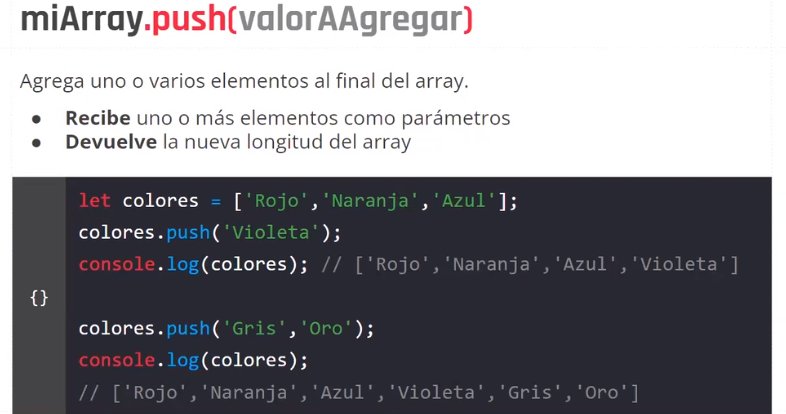 miArray.push(valorAAgregar)
Agrega uno o varios elementos al final del array.
● Recibe uno o más elementos como parámetros
● Devuelve la nueva longitud del array
let colores = ['Rojo','Naranja','Azul'];
colores.push('Violeta');
console.log(colores); // ['Rojo','Naranja','Azul','Violeta']
{}
colores.push('Gris','Oro');
console.log(colores);
// ['Rojo','Naranja','Azul','Violeta','Gris','Oro']